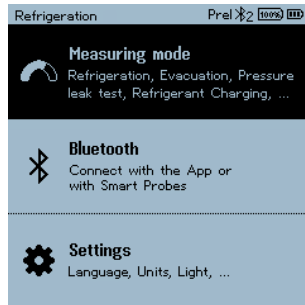 Refrigeration Prel 2 100%
Measuring mode
Refrigeration, Evacuation, Pressure
leak test, Refrigerant Charging, ...
Bluetooth
Connect with the App or
with Smart Probes
Settings
Language, Units, Light, ...